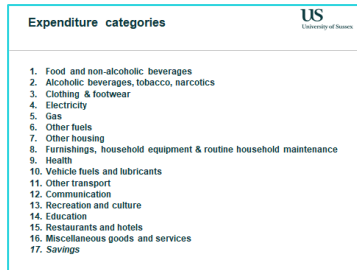 Expenditure categories
US
University of Sussex
1. Food and non-alcoholic beverages
2. Alcoholic beverages, tobacco, narcotics
3. Clothing & footwear
4. Electricity
5. Gas
6. Other fuels
7. Other housing
8. Furnishings, household equipment & routine household maintenance
9. Health
10. Vehicle fuels and lubricants
11. Other transport
12. Communication
13. Recreation and culture
14. Education
15. Restaurants and hotels
16. Miscellaneous goods and services
17. Savings